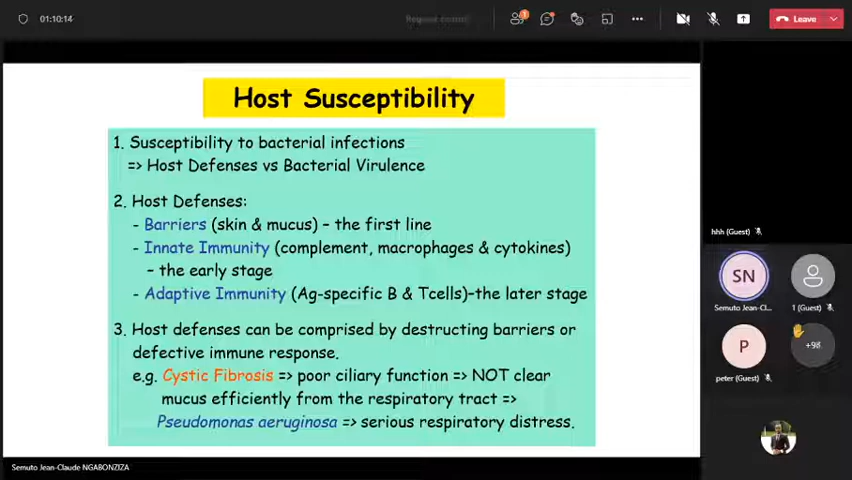 01:10:14
Request control
1
Leave
Host Susceptibility
1. Susceptibility to bacterial infections
=> Host Defenses vs Bacterial Virulence
2. Host Defenses:
- Barriers (skin & mucus) – the first line
- Innate Immunity (complement, macrophages & cytokines)
– the early stage
- Adaptive Immunity (Ag-specific B & Tcells)–the later stage
3. Host defenses can be comprised by destructing barriers or
defective immune response.
e.g. Cystic Fibrosis => poor ciliary function => NOT clear
mucus efficiently from the respiratory tract =>
Pseudomonas aeruginosa => serious respiratory distress.
hhh (Guest)
SN
Semuto Jean-Cl...
1 (Guest)
P
peter (Guest)
+98
Semuto Jean-Claude NGABONZIZA